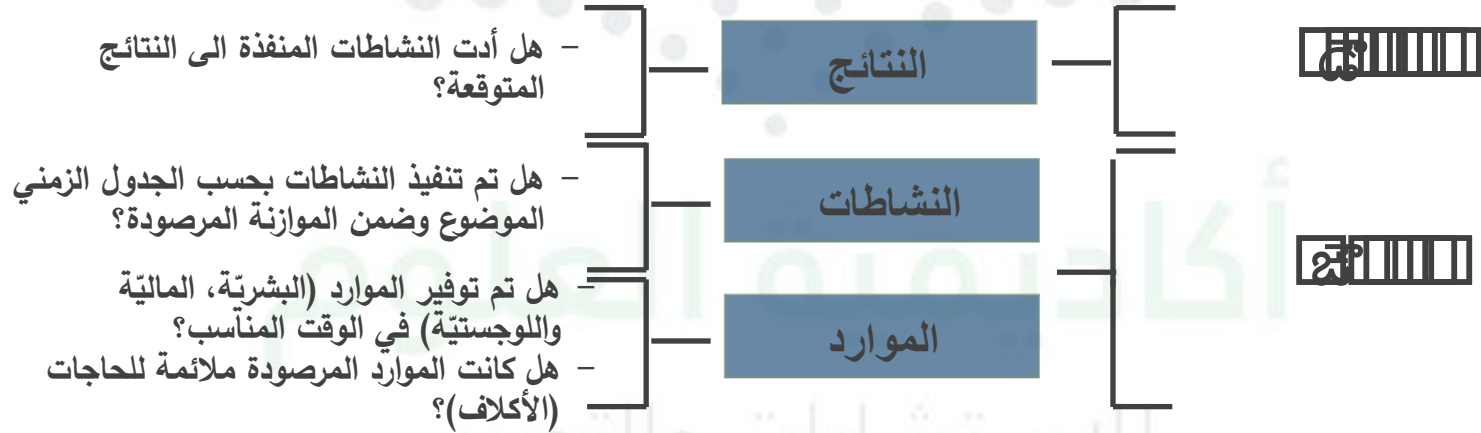 النتائج
– هل أدت النشاطات المنفذة الى النتائج
المتوقعة؟
النشاطات
– هل تم تنفيذ النشاطات بحسب الجدول الزمني
الموضوع وضمن الموازنة المرصودة؟
الموارد
– هل تم توفير الموارد (البشريّة، الماليّة
واللوجستيّة) في الوقت المناسب؟
– هل كانت الموارد المرصودة ملائمة للحاجات
(الأكلاف)؟
أكاديمية العلوم